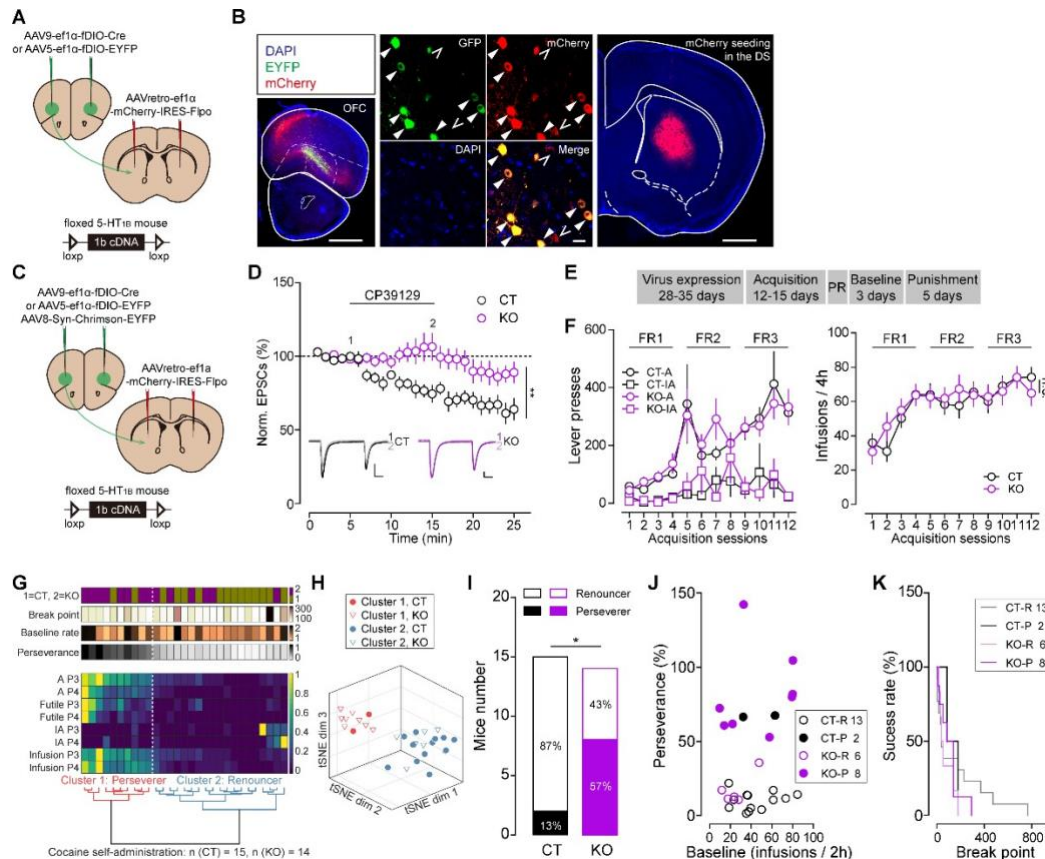 A
AAV9-ef1α-fDIO-Cre
or AAV5-ef1α-fDIO-EYFP
AAVretro-ef1α
-mCherry-IRES-Flpo
floxed 5-HT1B mouse
1b cDNA
loxp
loxp
B
DAPI
EYFP
mCherry
OFC
GFP
mCherry
DAPI
Merge
mCherry seeding
in the DS
C
AAV9-ef1α-fDIO-Cre
or AAV5-ef1α-fDIO-EYFP
AAV8-Syn-Chrimson-EYFP
AAVretro-ef1a
-mCherry-IRES-Flpo
floxed 5-HT1B mouse
1b cDNA
loxp
loxp
D
CP39129
CT
KO
1
2
**
1
2
CT
1
2
KO
Norm. EPSCs (%)
150
100
50
0
0 5 10 15 20 25
Time (min)
E
Virus expression
28-35 days
Acquisition
12-15 days
PR
Baseline
3 days
Punishment
5 days
F
FR1 FR2 FR3
CT-A
CT-IA
KO-A
KO-IA
Lever presses
600
400
200
0
1 2 3 4 5 6 7 8 9 10 11 12
Acquisition sessions
FR1 FR2 FR3
Infusions / 4h
100
80
60
40
20
0
CT
KO
1 2 3 4 5 6 7 8 9 10 11 12
Acquisition sessions
G
1=CT, 2=KO
Break point
Baseline rate
Perseverance
2
1
300
100
2
1
1
0
A P3
A P4
Futile P3
Futile P4
IA P3
IA P4
Infusion P3
Infusion P4
1
0.8
0.6
0.4
0.2
0
Cluster 1: Perseverer
Cluster 2: Renouncer
Cocaine self-administration: n (CT) = 15, n (KO) = 14
H
Cluster 1, CT
Cluster 1, KO
Cluster 2, CT
Cluster 2, KO
tSNE dim 3
tSNE dim 2
tSNE dim 1
I
Renouncer
Perseverer
*
Mice number
20
15
10
5
0
87%
13%
43%
57%
CT
KO
J
Perseverance (%)
150
100
50
0
CT-R 13
CT-P 2
KO-R 6
KO-P 8
0 20 40 60 80 100
Baseline (infusions / 2h)
K
CT-R 13
CT-P 2
KO-R 6
KO-P 8
Sucess rate (%)
150
100
50
0
0 400 800
Break point